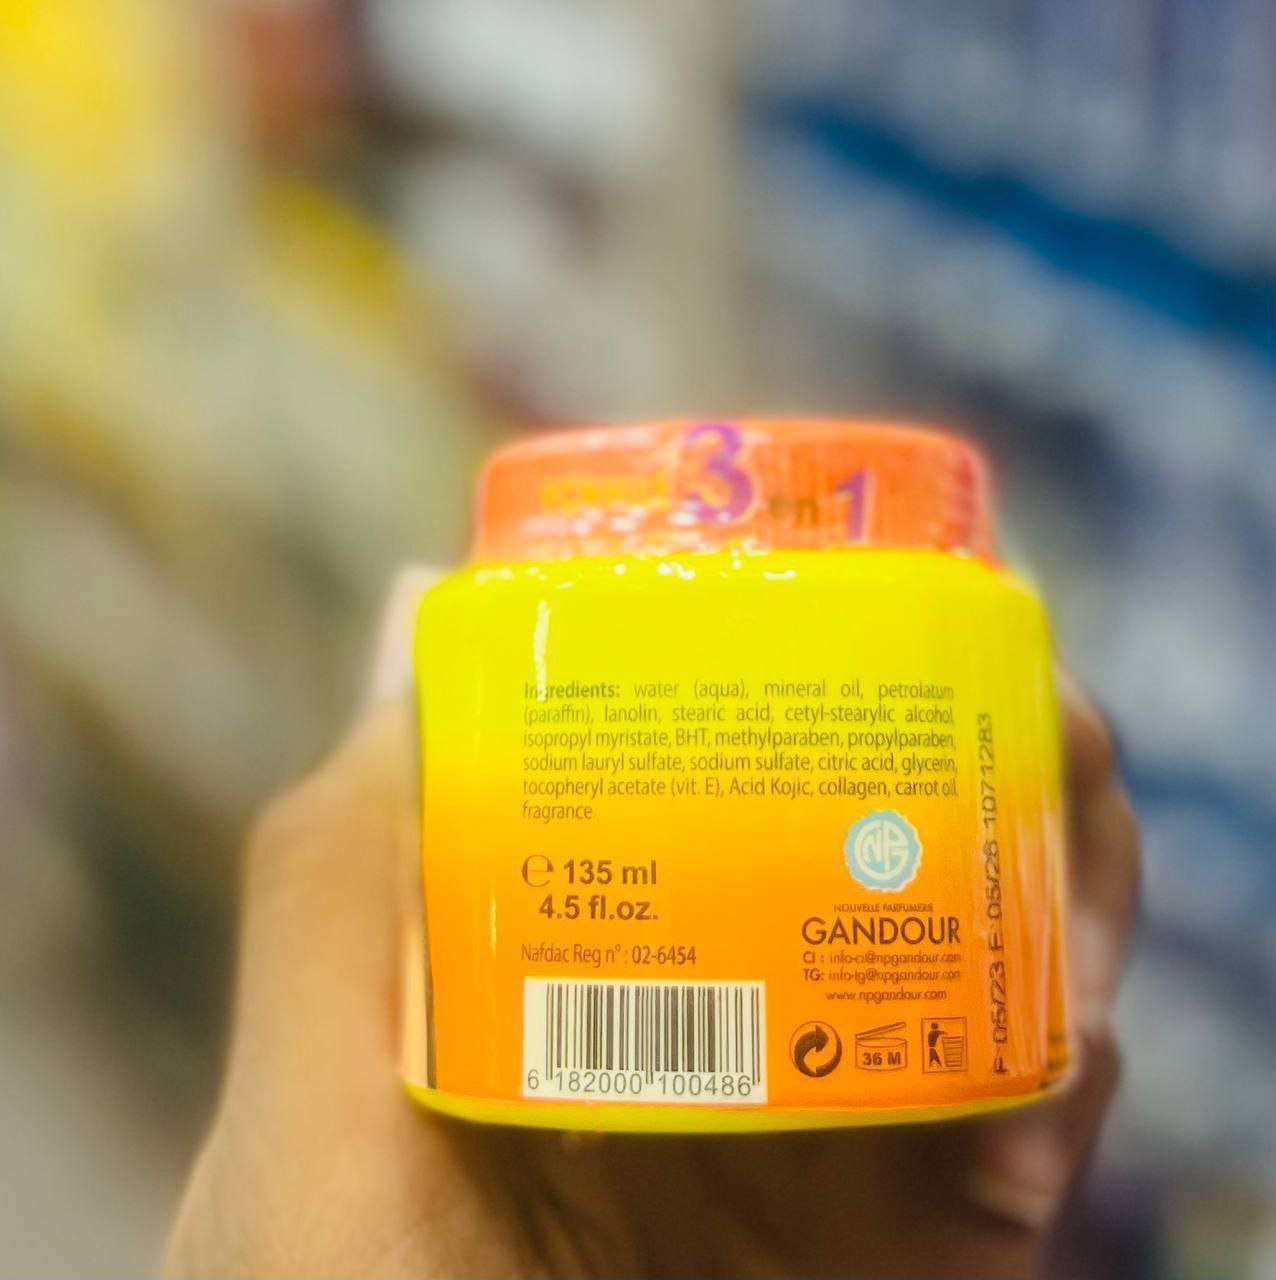 3 en 1
Ingredients: water (aqua), mineral oil, petrolatum
(paraffin), lanolin, stearic acid, cetyl-stearylic alcohol,
isopropyl myristate, BHT, methylparaben, propylparaben,
sodium lauryl sulfate, sodium sulfate, citric acid, glycerin,
tocopheryl acetate (vit. E), Acid Kojic, collagen, carrot oil,
fragrance
e 135 ml
4.5 fl.oz.
Nafdac Reg n° : 02-6454
6 182000 100486
NOUVELLE PARFUMERIE
GANDOUR
CI : info-ci@npgandour.com
TG: info-tg@npgandour.com
www.npgandour.com
36 M
F 05/23 E 05/26 1071283